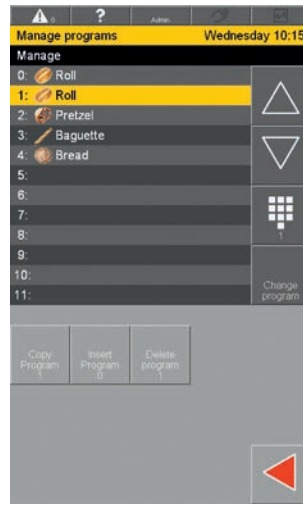 0 ? Admin
Manage programs Wednesday 10:15
Manage
0: Roll
1: Roll
2: Pretzel
3: Baguette
4: Bread
5:
6:
7:
8:
9:
10:
11:
1
Change
program
Copy
Program
1
Insert
Program
0
Delete
program
1